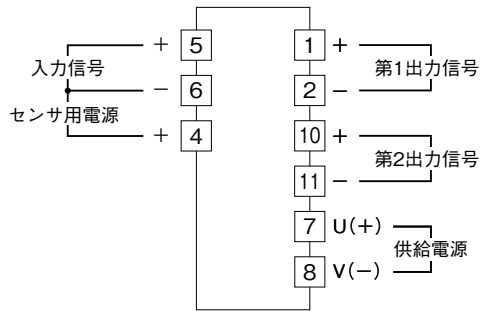 + 5
入力信号
− 6
センサ用電源
+ 4
1 +
第1出力信号
2 −
10 +
第2出力信号
11 −
7 U(+)
供給電源
8 V(−)